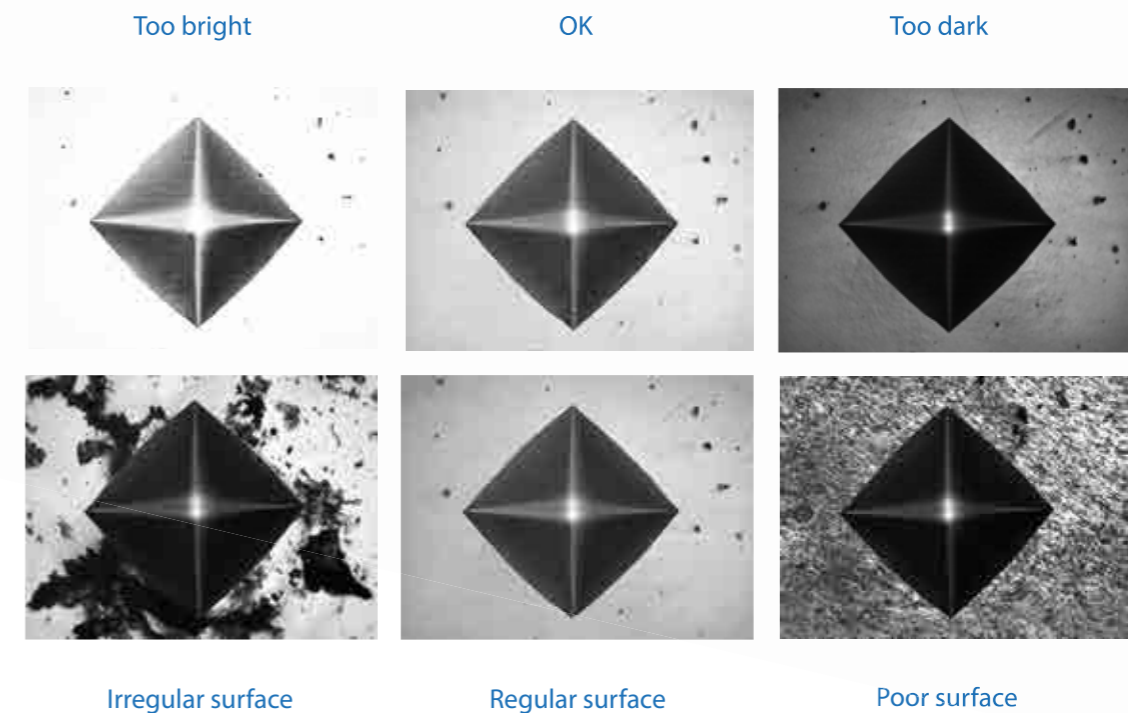 Too bright
OK
Too dark
Irregular surface
Regular surface
Poor surface